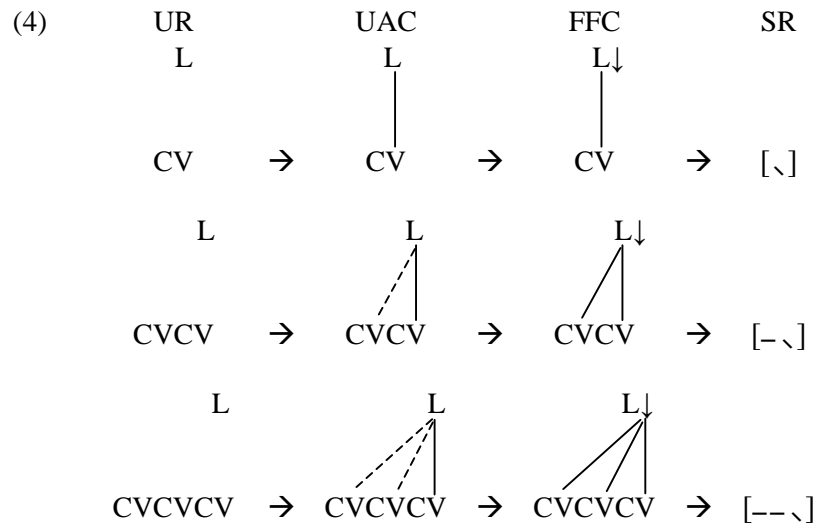 (4) UR UAC FFC SR
L L L↓
CV → CV → CV → [ˎ]
L L L↓
CVCV → CVCV → CVCV → [ˍ ˎ]
L L L↓
CVCVCV → CVCVCV → CVCVCV → [ˍ ˍ ˎ]